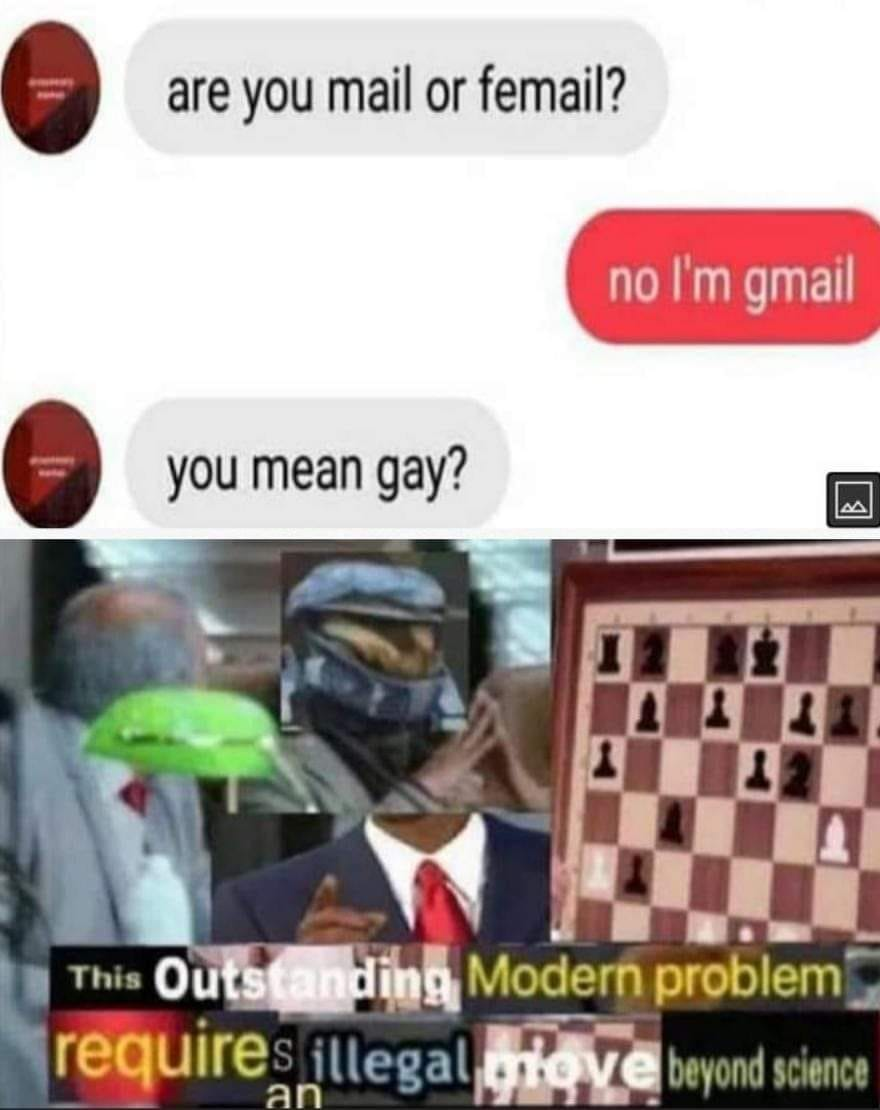 are you mail or femail?
no I'm gmail
you mean gay?
This Outstanding Modern problem
requires illegal move beyond science
an